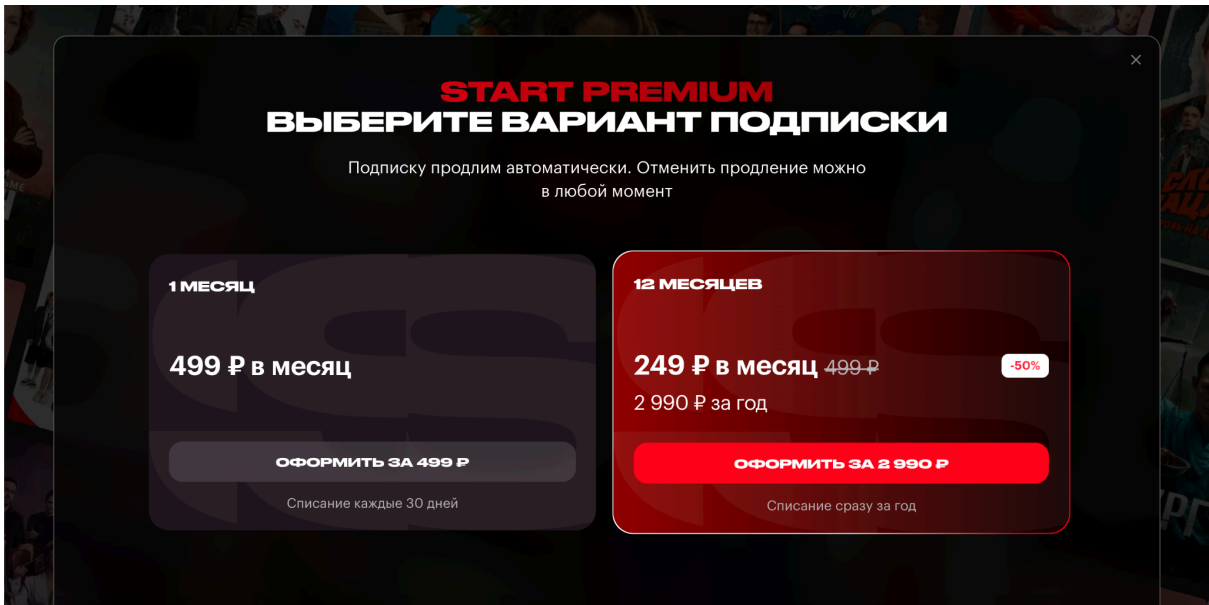 START PREMIUM
ВЫБЕРИТЕ ВАРИАНТ ПОДПИСКИ
Подписку продлим автоматически. Отменить продление можно
в любой момент
1 МЕСЯЦ
499 ₽ в месяц
ОФОРМИТЬ ЗА 499 ₽
Списание каждые 30 дней
12 МЕСЯЦЕВ
249 ₽ в месяц 499 ₽
-50%
2 990 ₽ за год
ОФОРМИТЬ ЗА 2 990 ₽
Списание сразу за год